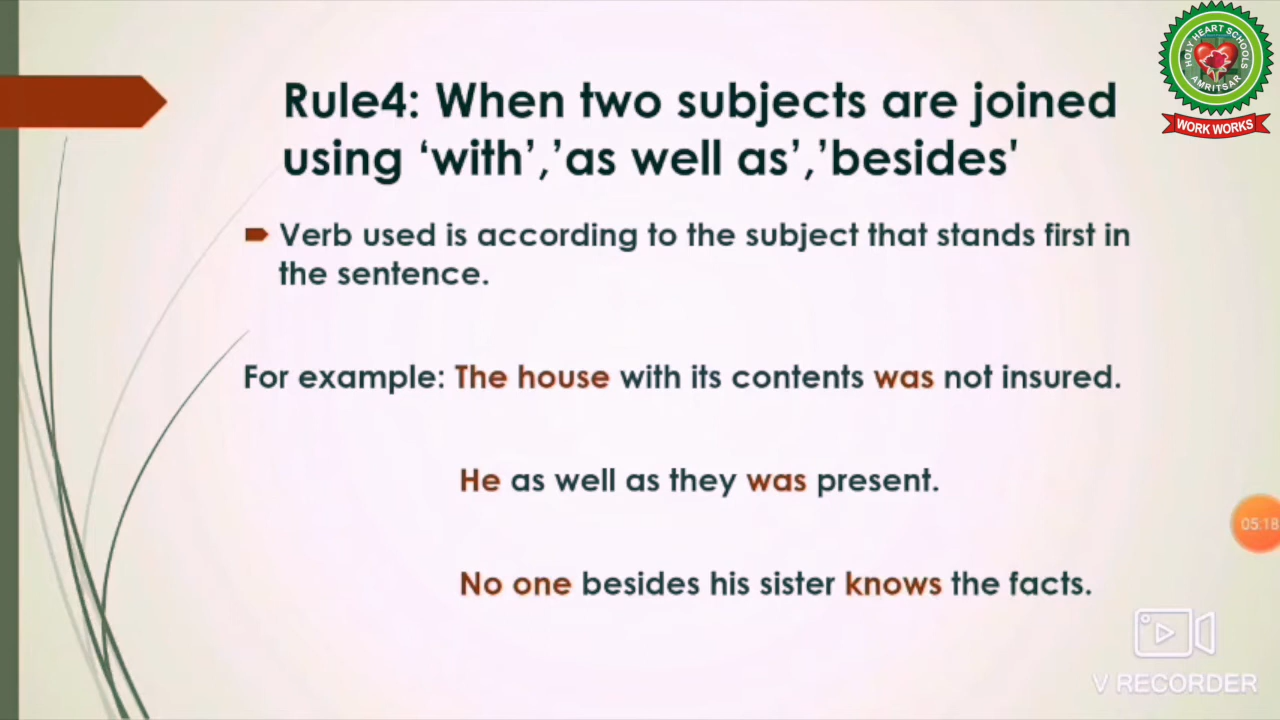 Rule4: When two subjects are joined
using ‘with’,’as well as’,’besides’
Verb used is according to the subject that stands first in
the sentence.
For example: The house with its contents was not insured.
He as well as they was present.
No one besides his sister knows the facts.
HOLY HEART SCHOOLS
AMRITSAR
WORK WORKS
05:18
V RECORDER